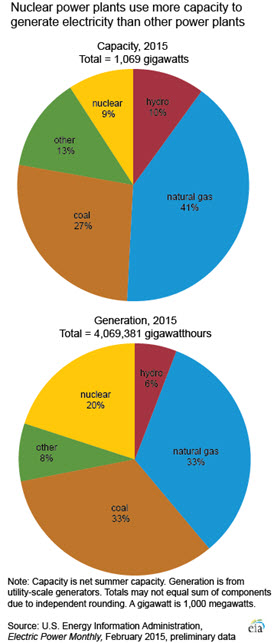 Nuclear power plants use more capacity to
generate electricity than other power plants
Capacity, 2015
Total = 1,069 gigawatts
nuclear
9%
hydro
10%
other
13%
natural gas
41%
coal
27%
Generation, 2015
Total = 4,069,381 gigawatthours
hydro
6%
nuclear
20%
natural gas
33%
other
8%
coal
33%
Note: Capacity is net summer capacity. Generation is from
utility-scale generators. Totals may not equal sum of components
due to independent rounding. A gigawatt is 1,000 megawatts.
Source: U.S. Energy Information Administration,
Electric Power Monthly, February 2015, preliminary data
eia